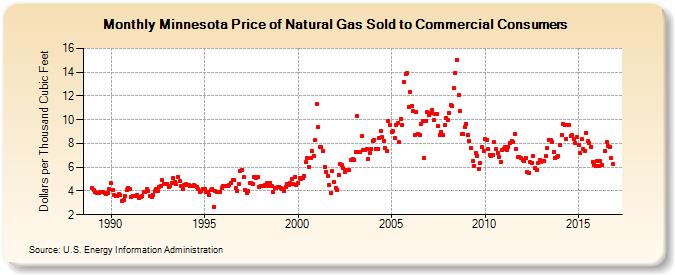 Monthly Minnesota Price of Natural Gas Sold to Commercial Consumers
Dollars per Thousand Cubic Feet
16
14
12
10
8
6
4
2
1990 1995 2000 2005 2010 2015
Source: U.S. Energy Information Administration